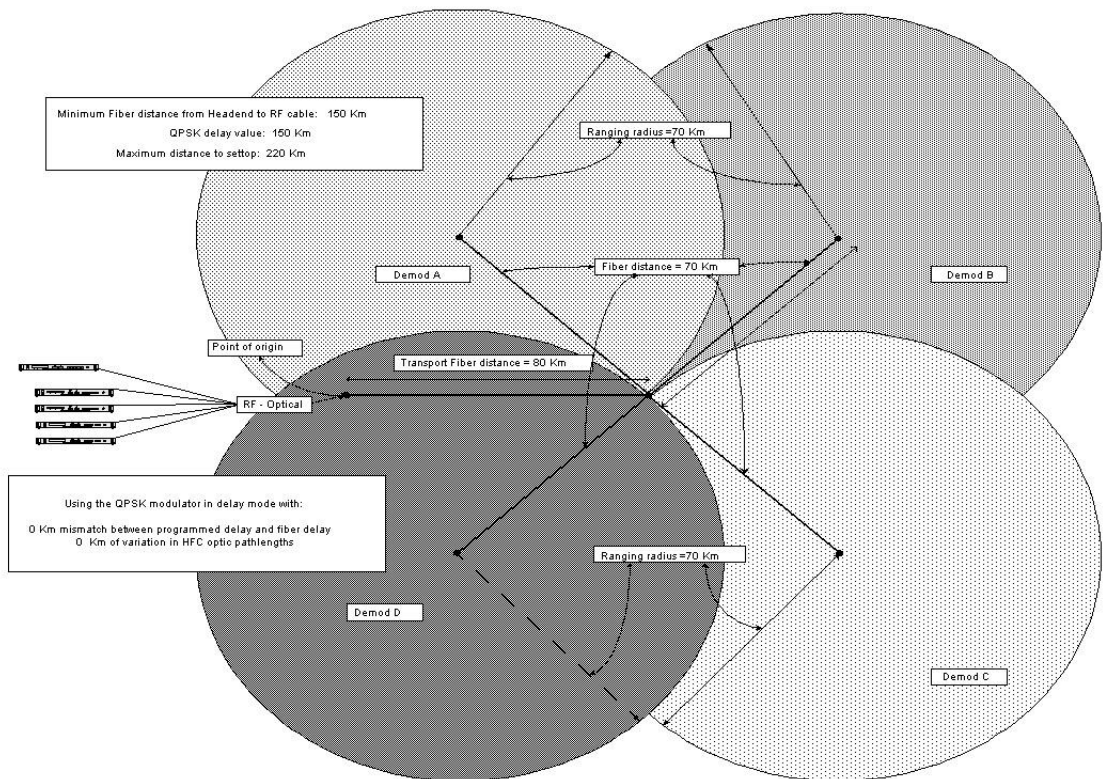 Minimum Fiber distance from Headend to RF cable: 150 Km
QPSK delay value: 150 Km
Maximum distance to settop: 220 Km
Ranging radius =70 Km
Demod A
Fiber distance = 70 Km
Demod B
Point of origin
Transport Fiber distance = 80 Km
RF - Optical
Using the QPSK modulator in delay mode with:
0 Km mismatch between programmed delay and fiber delay
0 Km of variation in HFC optic pathlengths
Ranging radius =70 Km
Demod D
Demod C